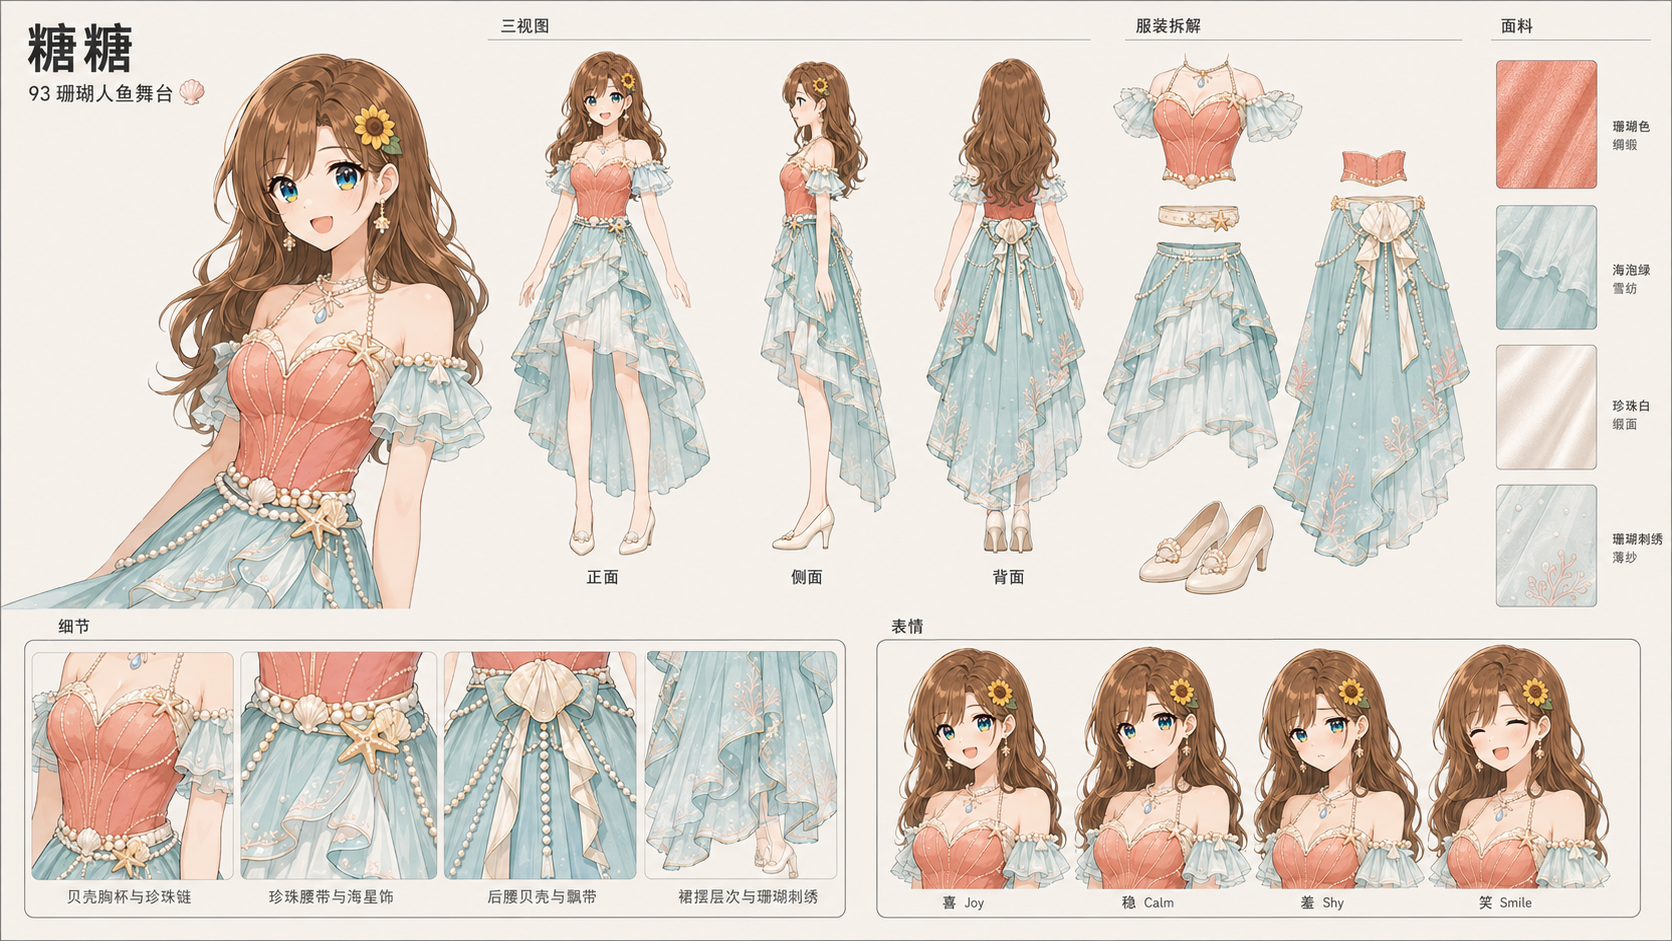 糖糖
93 珊瑚人鱼舞台
三视图
正面
侧面
背面
服装拆解
面料
珊瑚色
绸缎
海泡绿
雪纺
珍珠白
缎面
珊瑚刺绣
薄纱
细节
贝壳胸杯与珍珠链
珍珠腰带与海星饰
后腰贝壳与飘带
裙摆层次与珊瑚刺绣
表情
喜 Joy
稳 Calm
羞 Shy
笑 Smile